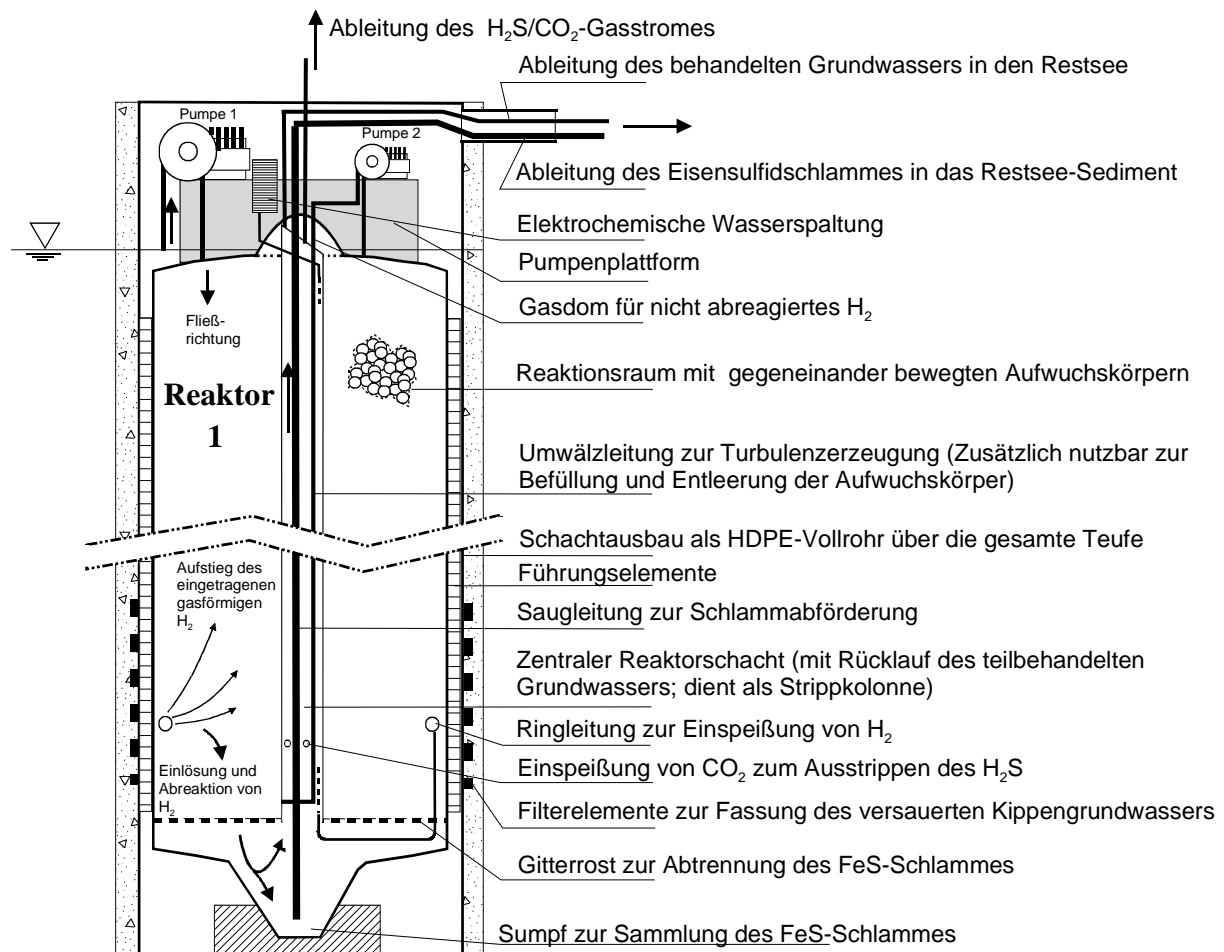 Ableitung des H₂S/CO₂-Gasstromes
Ableitung des behandelten Grundwassers in den Restsee
Pumpe 1
Pumpe 2
Ableitung des Eisensulfidschlammes in das Restsee-Sediment
Elektrochemische Wasserspaltung
Pumpenplattform
Gasdom für nicht abreagiertes H₂
Fließ-
richtung
Reaktionsraum mit gegeneinander bewegten Aufwuchskörpern
Reaktor
1
Umwälzleitung zur Turbulenzerzeugung (Zusätzlich nutzbar zur
Befüllung und Entleerung der Aufwuchskörper)
Schachtausbau als HDPE-Vollrohr über die gesamte Teufe
Führungselemente
Aufstieg des
eingetragenen
gasförmigen
H₂
Saugleitung zur Schlammabförderung
Zentraler Reaktorschacht (mit Rücklauf des teilbehandelten
Grundwassers; dient als Strippkolonne)
Ringleitung zur Einspeißung von H₂
Einspeißung von CO₂ zum Ausstrippen des H₂S
Einlösung und
Abreaktion von
H₂
Filterelemente zur Fassung des versauerten Kippengrundwassers
Gitterrost zur Abtrennung des FeS-Schlammes
Sumpf zur Sammlung des FeS-Schlammes